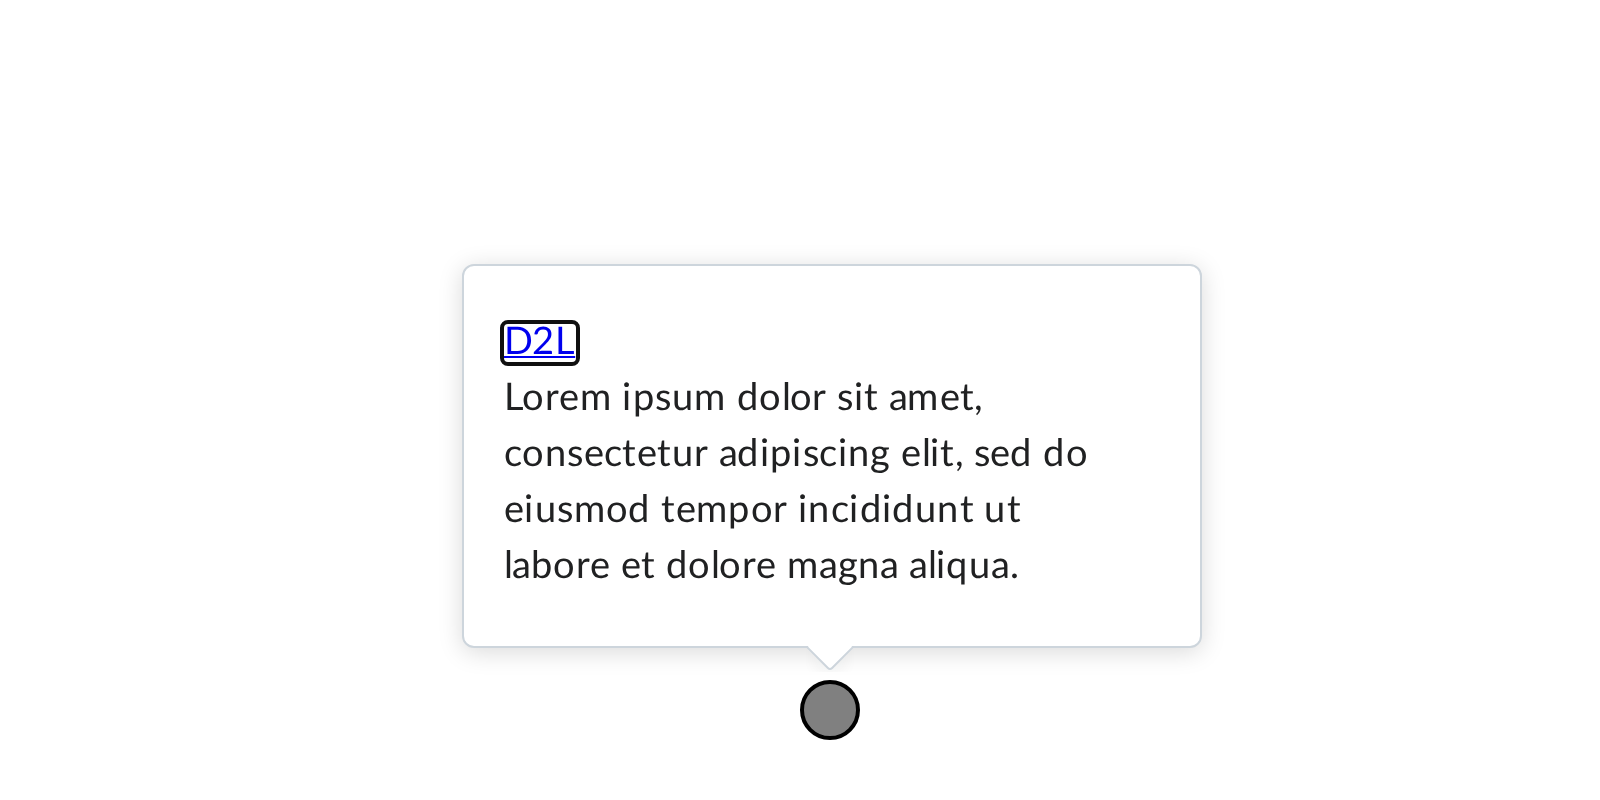 D2L
Lorem ipsum dolor sit amet,
consectetur adipiscing elit, sed do
eiusmod tempor incididunt ut
labore et dolore magna aliqua.